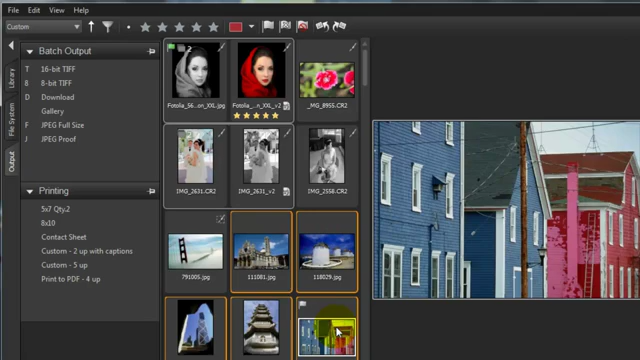 File Edit View Help
Custom
Library
File System
Output
Batch Output
T 16-bit TIFF
8 8-bit TIFF
D Download
Gallery
F JPEG Full Size
J JPEG Proof
Printing
5x7 Qty.2
8x10
Contact Sheet
Custom - 2 up with captions
Custom - 5 up
Print to PDF - 4 up
2
Fotolia_56...on_XXL.jpg Fotolia_...n_XXL_v2 _MG_8955.CR2
IMG_2631.CR2 IMG_2631_v2 IMG_2558.CR2
791005.jpg 111081.jpg 118029.jpg